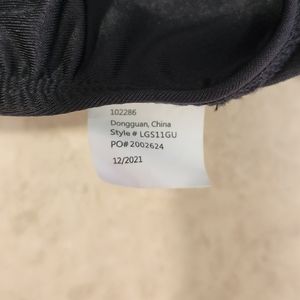 102286
Dongguan, China
Style # LGS11GU
PO# 2002624
12/2021